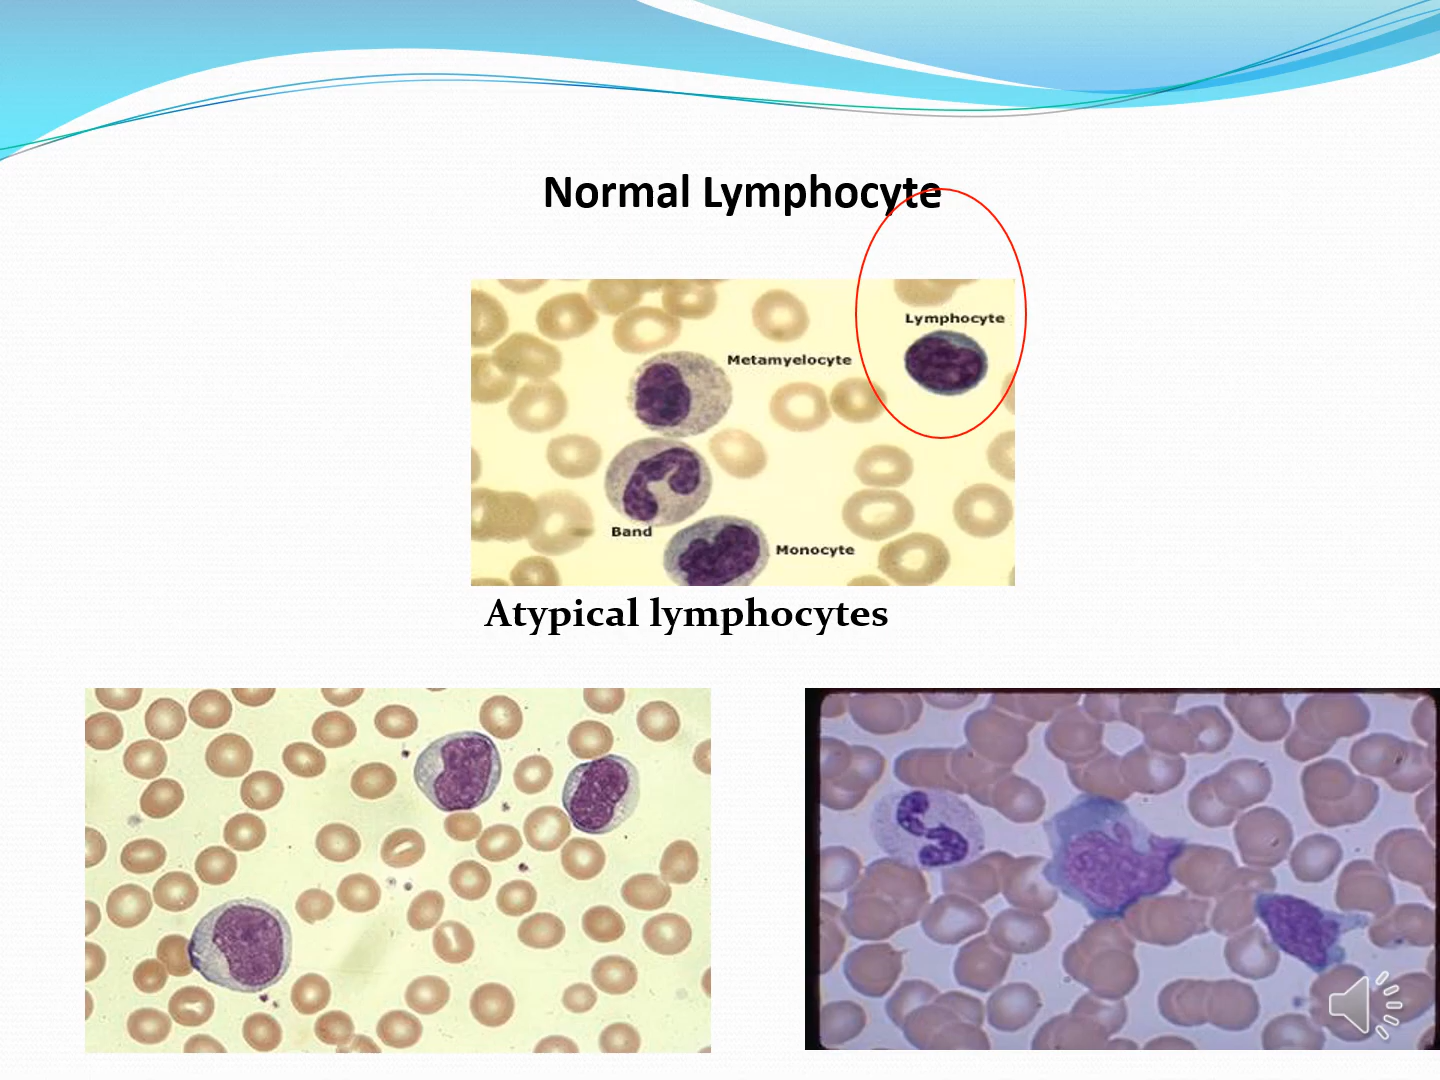 Normal Lymphocyte
Lymphocyte
Metamyelocyte
Band
Monocyte
Atypical lymphocytes